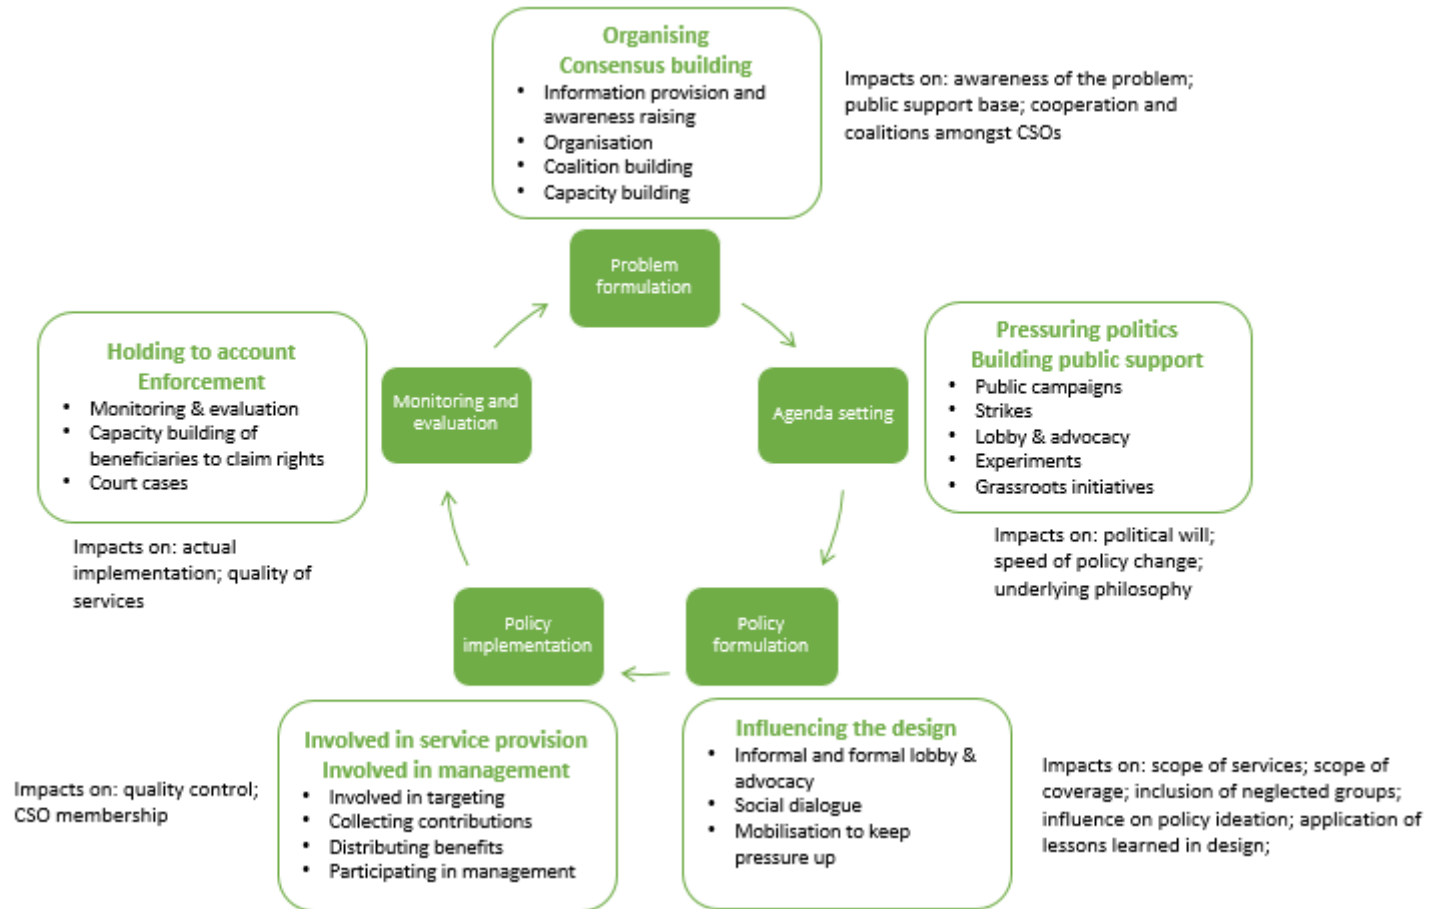 Organising
Consensus building
• Information provision and
awareness raising
• Organisation
• Coalition building
• Capacity building
Impacts on: awareness of the problem;
public support base; cooperation and
coalitions amongst CSOs
Problem
formulation
Holding to account
Enforcement
• Monitoring & evaluation
• Capacity building of
beneficiaries to claim rights
• Court cases
Monitoring and
evaluation
Agenda setting
Pressuring politics
Building public support
• Public campaigns
• Strikes
• Lobby & advocacy
• Experiments
• Grassroots initiatives
Impacts on: actual
implementation; quality of
services
Impacts on: political will;
speed of policy change;
underlying philosophy
Policy
implementation
Policy
formulation
Impacts on: quality control;
CSO membership
Involved in service provision
Involved in management
• Involved in targeting
• Collecting contributions
• Distributing benefits
• Participating in management
Influencing the design
• Informal and formal lobby &
advocacy
• Social dialogue
• Mobilisation to keep
pressure up
Impacts on: scope of services; scope of
coverage; inclusion of neglected groups;
influence on policy ideation; application of
lessons learned in design;